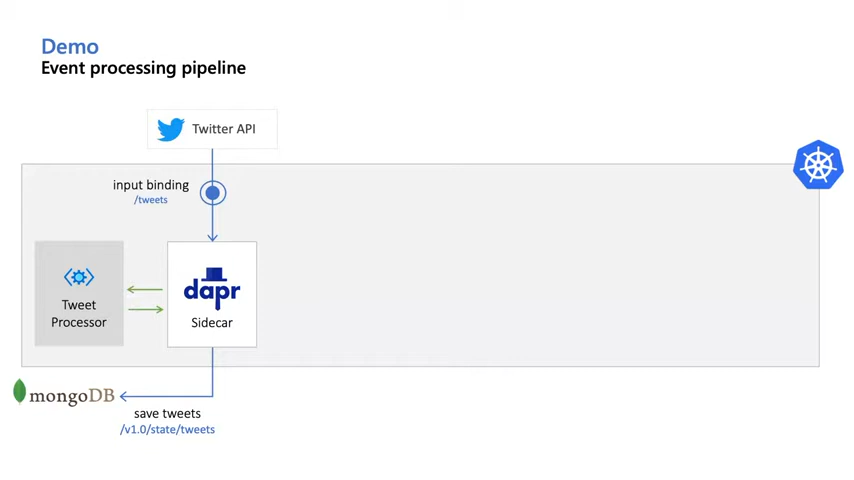 Demo
Event processing pipeline
Twitter API
input binding
/tweets
Tweet
Processor
dapr
Sidecar
mongoDB
save tweets
/v1.0/state/tweets